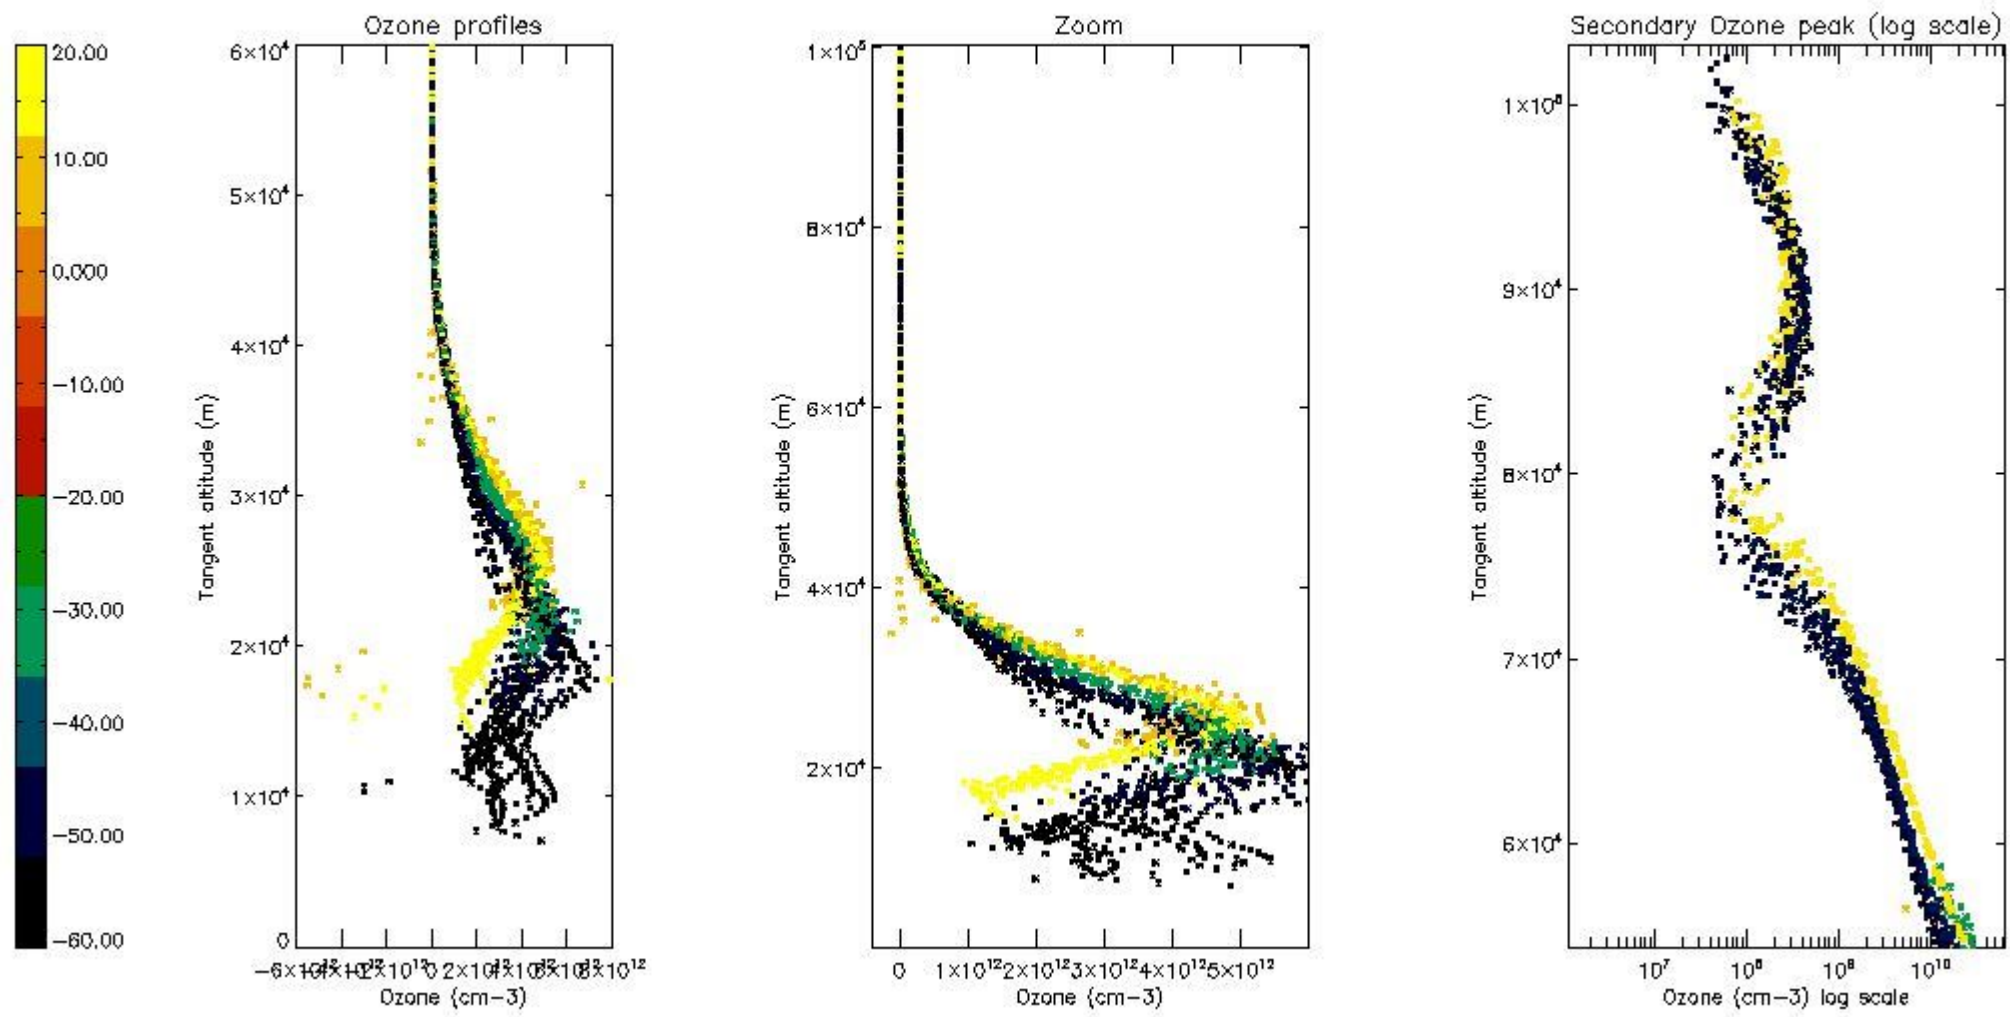 Ozone profiles
Zoom
Secondary Ozone peak (log scale)
20.00
10.00
0.000
−10.00
−20.00
−30.00
−40.00
−50.00
−60.00
6×10⁴
5×10⁴
4×10⁴
3×10⁴
2×10⁴
1×10⁴
0
Tangent altitude (m)
0
8×10¹²
Ozone (cm−3)
1×10⁵
8×10⁴
6×10⁴
4×10⁴
2×10⁴
Tangent altitude (m)
0 1×10¹² 2×10¹² 3×10¹² 4×10¹² 5×10¹²
Ozone (cm−3)
9×10⁴
8×10⁴
7×10⁴
6×10⁴
Tangent altitude (m)
10⁷ 10⁹ 10¹⁰
Ozone (cm−3) log scale